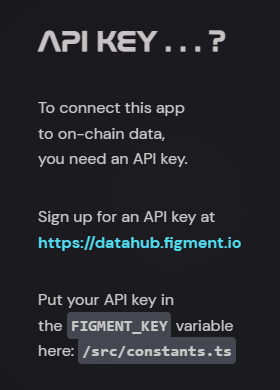 API KEY . . . ?
To connect this app
to on-chain data,
you need an API key.
Sign up for an API key at
https://datahub.figment.io
Put your API key in
the FIGMENT_KEY variable
here: /src/constants.ts